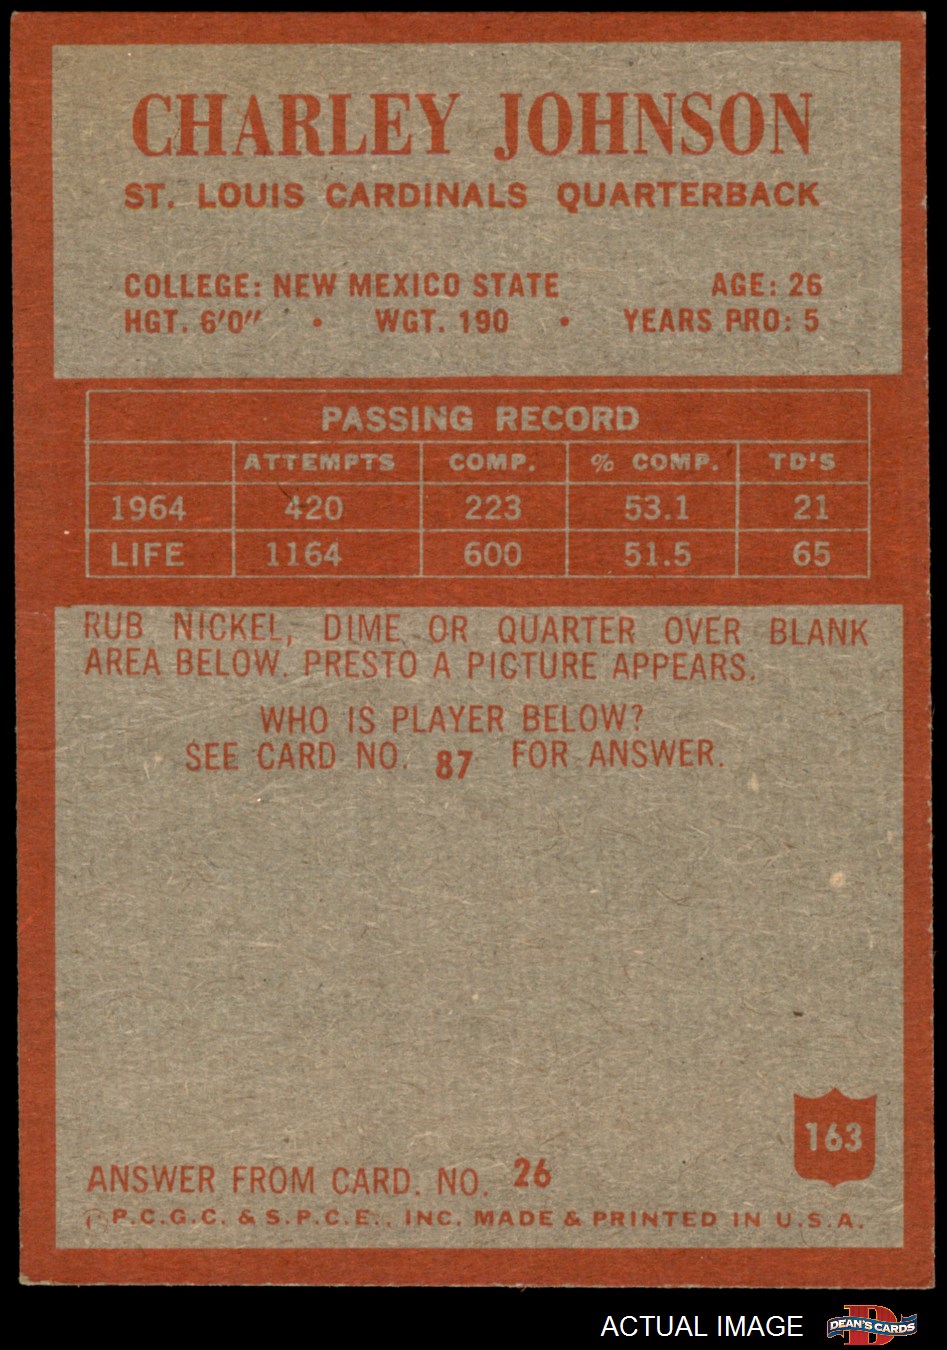 CHARLEY JOHNSON
ST. LOUIS CARDINALS QUARTERBACK
COLLEGE: NEW MEXICO STATE AGE: 26
HGT. 6'0" • WGT. 190 • YEARS PRO: 5
PASSING RECORD
ATTEMPTS COMP. % COMP. TD'S
1964 420 223 53.1 21
LIFE 1164 600 51.5 65
RUB NICKEL, DIME OR QUARTER OVER BLANK
AREA BELOW. PRESTO A PICTURE APPEARS.
WHO IS PLAYER BELOW?
SEE CARD NO. 87 FOR ANSWER.
163
ANSWER FROM CARD. NO. 26
©P.C.G.C. & S.P.C.E., INC. MADE & PRINTED IN U.S.A.
ACTUAL IMAGE
D
DEAN'S CARDS